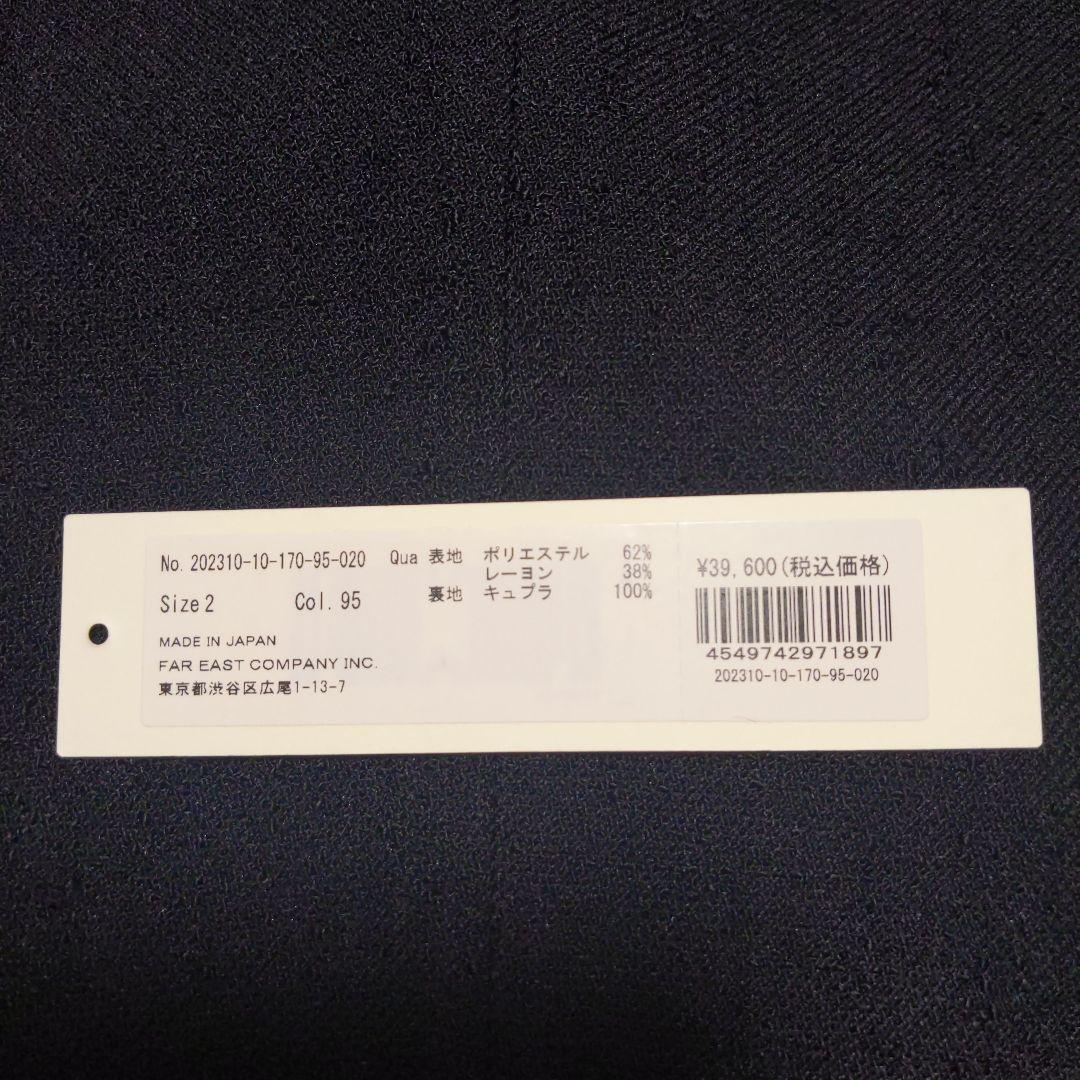 No. 202310-10-170-95-020
Size 2 Col. 95
MADE IN JAPAN
FAR EAST COMPANY INC.
東京都渋谷区広尾1-13-7
Qua 表地 ポリエステル 62%
レーヨン 38%
裏地 キュプラ 100%
¥39,600(税込価格)
4549742971897
202310-10-170-95-020